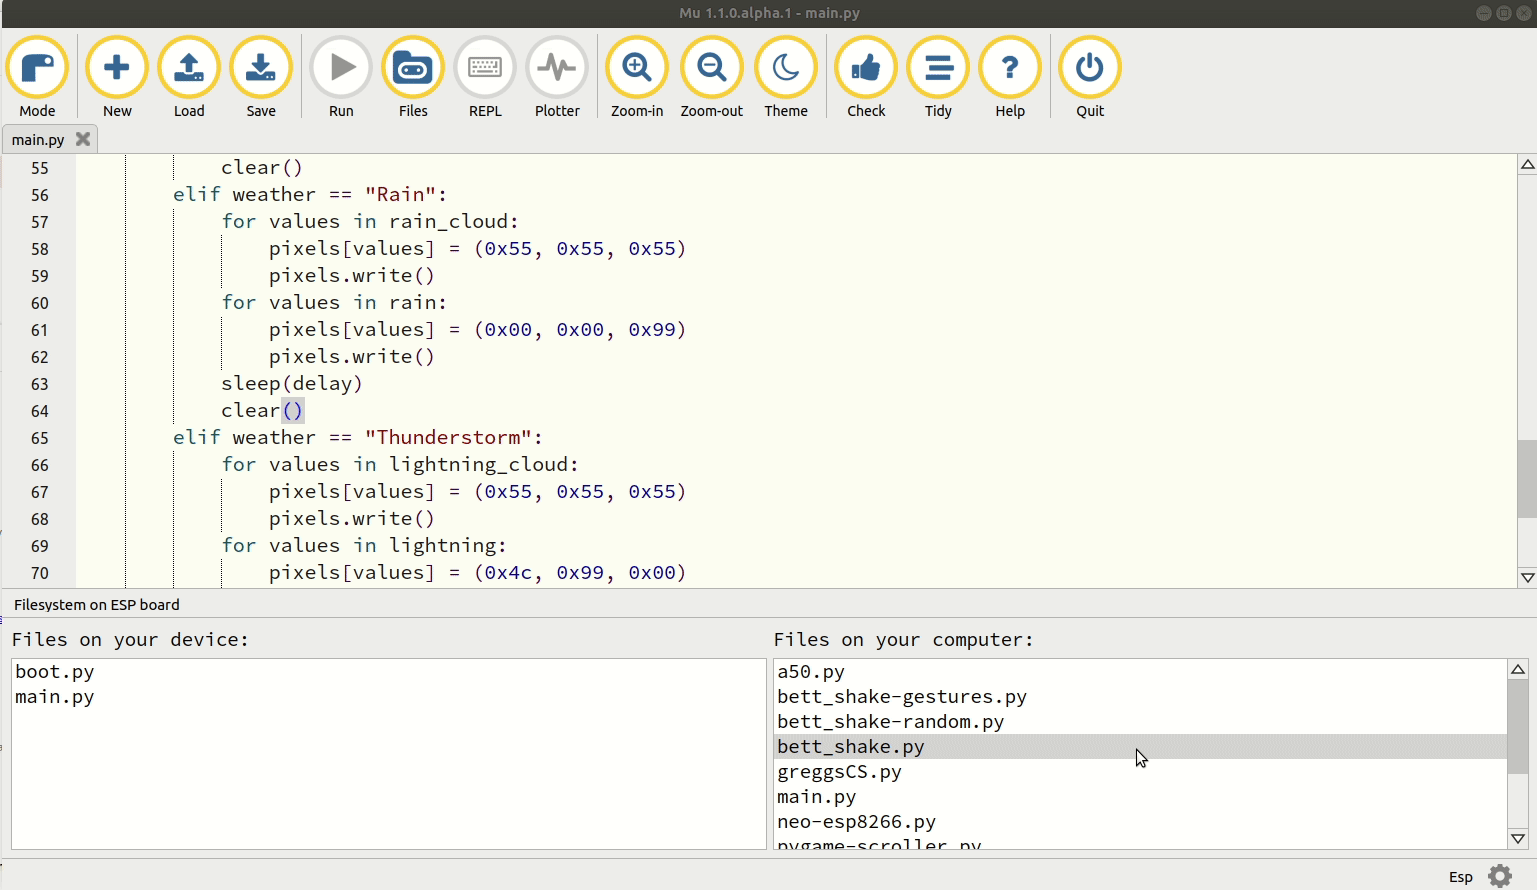 Mu 1.1.0.alpha.1 - main.py
Mode New Load Save Run Files REPL Plotter Zoom-in Zoom-out Theme Check Tidy Help Quit
main.py
55 clear()
56 elif weather == "Rain":
57 for values in rain_cloud:
58 pixels[values] = (0x55, 0x55, 0x55)
59 pixels.write()
60 for values in rain:
61 pixels[values] = (0x00, 0x00, 0x99)
62 pixels.write()
63 sleep(delay)
64 clear()
65 elif weather == "Thunderstorm":
66 for values in lightning_cloud:
67 pixels[values] = (0x55, 0x55, 0x55)
68 pixels.write()
69 for values in lightning:
70 pixels[values] = (0x4c, 0x99, 0x00)
Filesystem on ESP board
Files on your device:
boot.py
main.py
Files on your computer:
a50.py
bett_shake-gestures.py
bett_shake-random.py
bett_shake.py
greggsCS.py
main.py
neo-esp8266.py
pygame-scroller.py
Esp